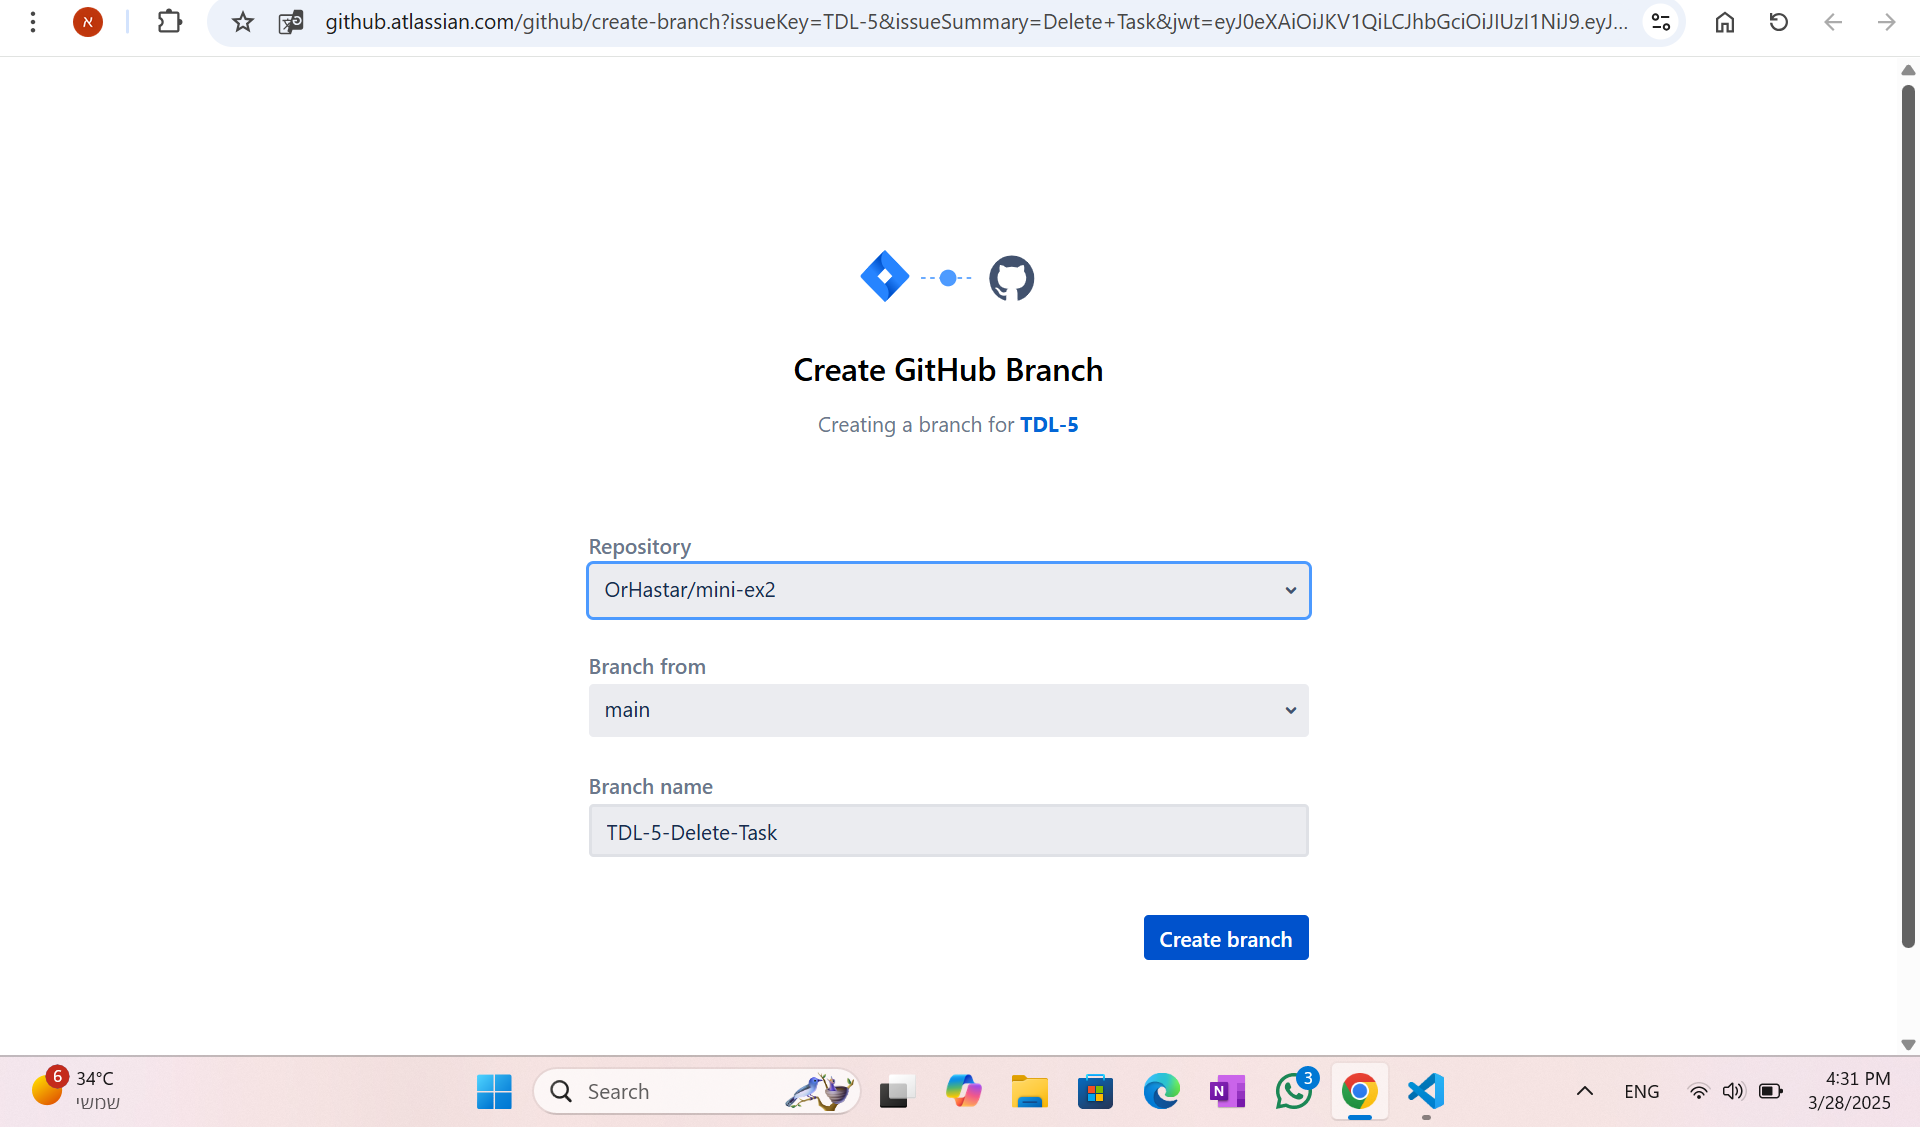 א
github.atlassian.com/github/create-branch?issueKey=TDL-5&issueSummary=Delete+Task&jwt=eyJ0eXAiOiJKV1QiLCJhbGciOiJIUzI1NiJ9.eyJ...
Create GitHub Branch
Creating a branch for TDL-5
Repository
OrHastar/mini-ex2
Branch from
main
Branch name
TDL-5-Delete-Task
Create branch
6
34°C
שמשי
Search
N
3
ENG
4:31 PM
3/28/2025